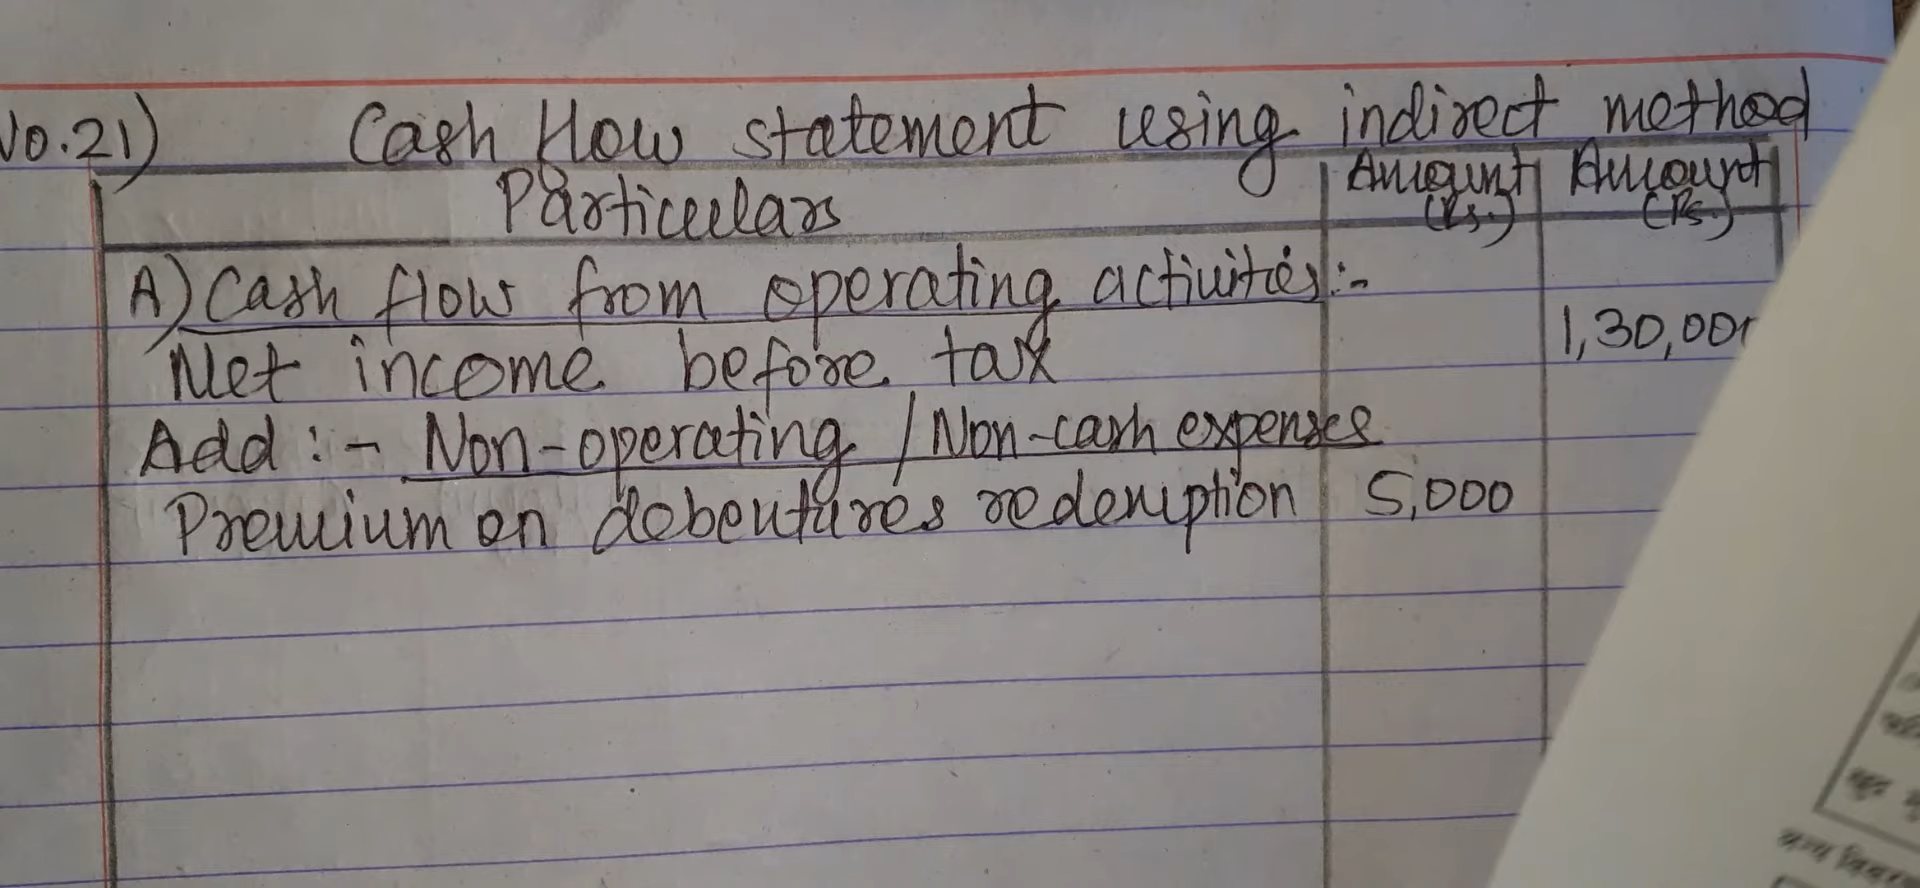 No.21) Cash flow statement using indirect method
Particulars Amount (Rs.) Amount (Rs.)
A) Cash flow from operating activities:-
Net income before tax 1,30,00
Add :- Non-operating / Non-cash expenses
Premium on debentures redemption 5,000